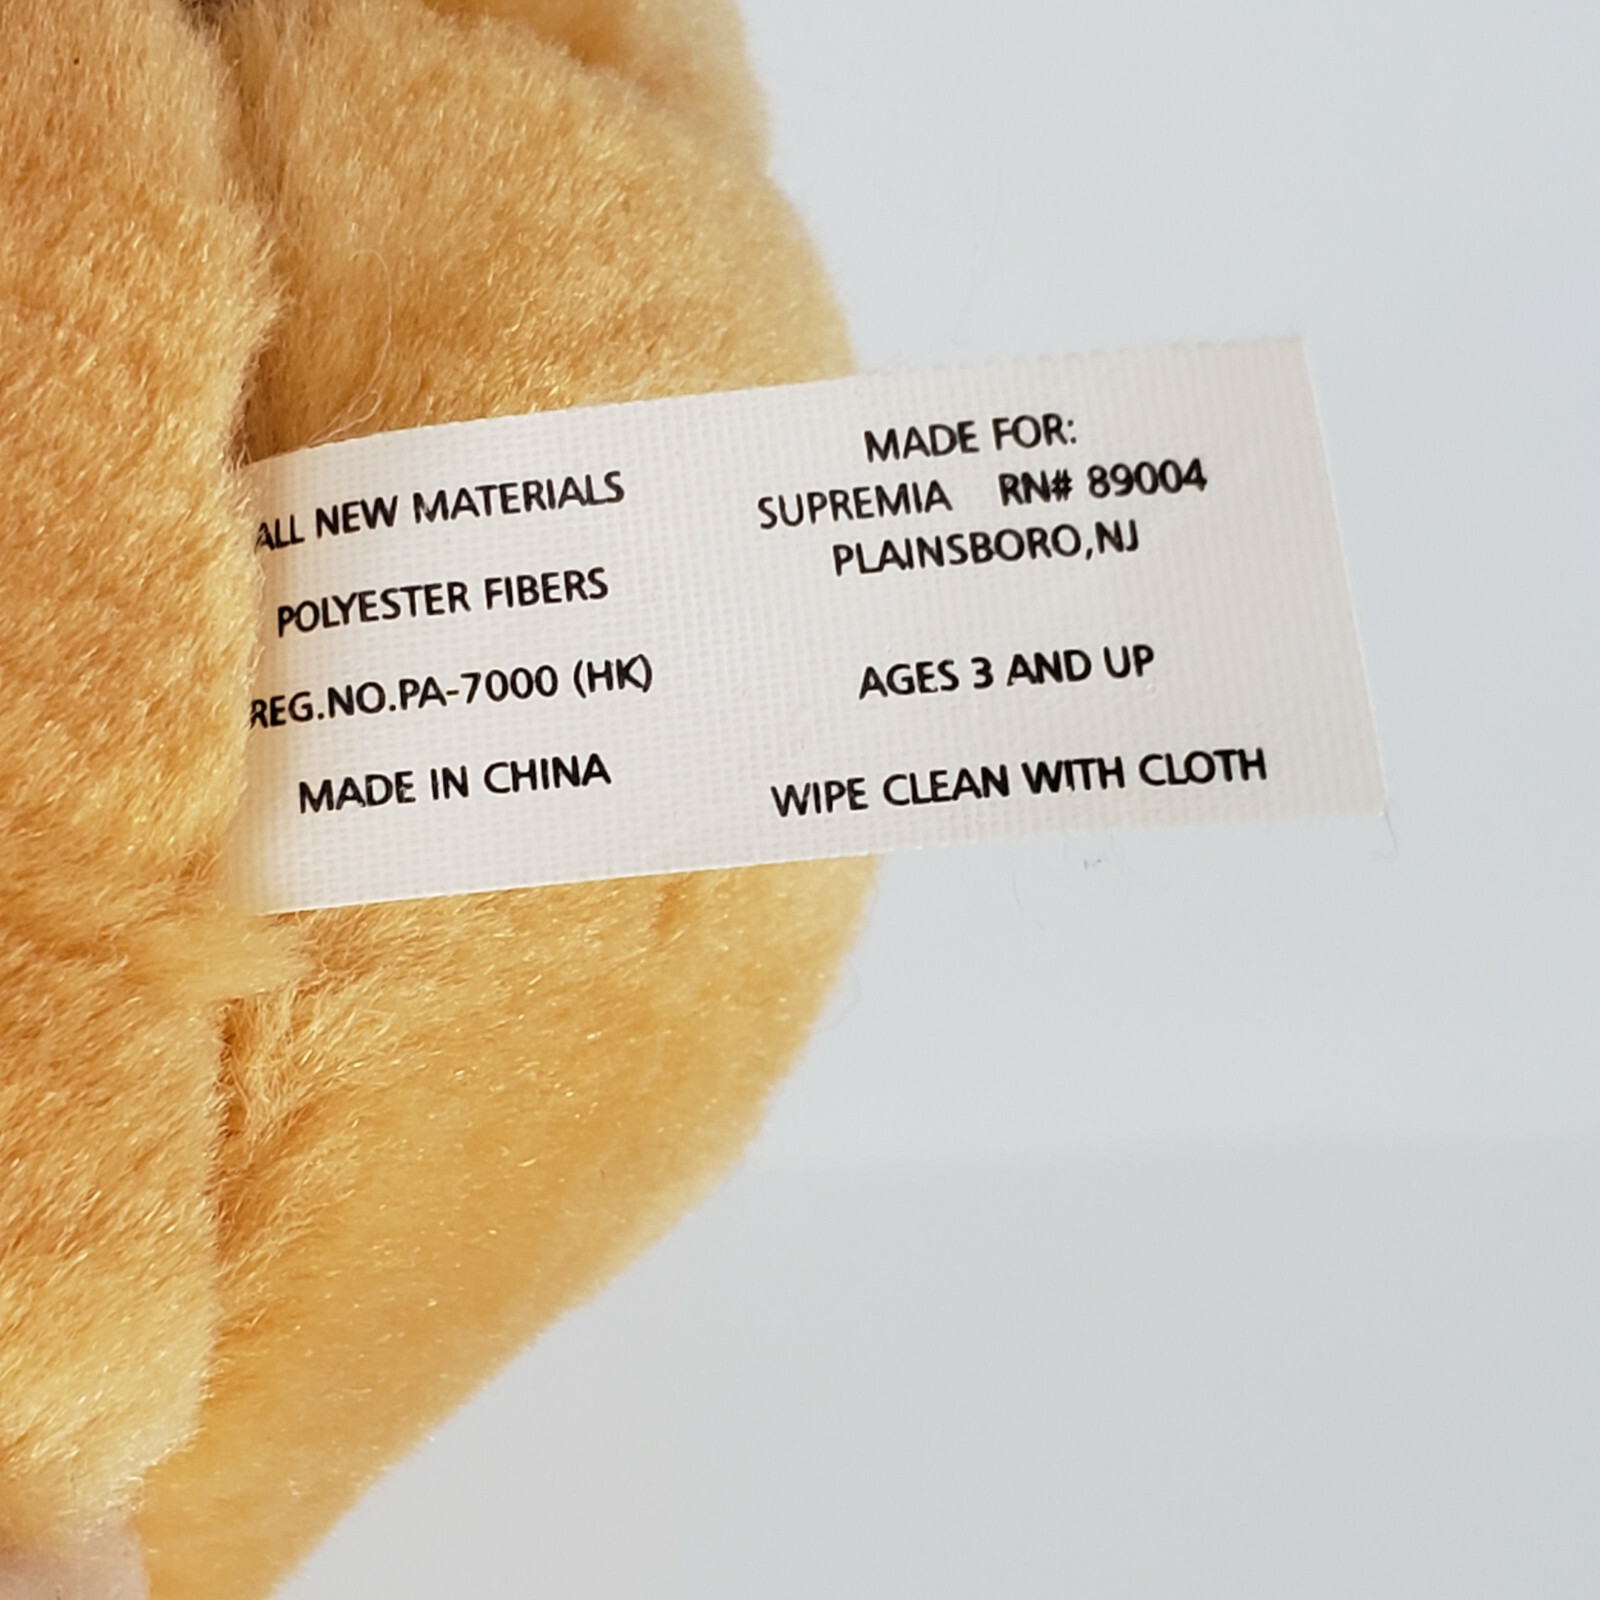 ALL NEW MATERIALS
POLYESTER FIBERS
REG.NO.PA-7000 (HK)
MADE IN CHINA
MADE FOR:
SUPREMIA RN# 89004
PLAINSBORO,NJ
AGES 3 AND UP
WIPE CLEAN WITH CLOTH